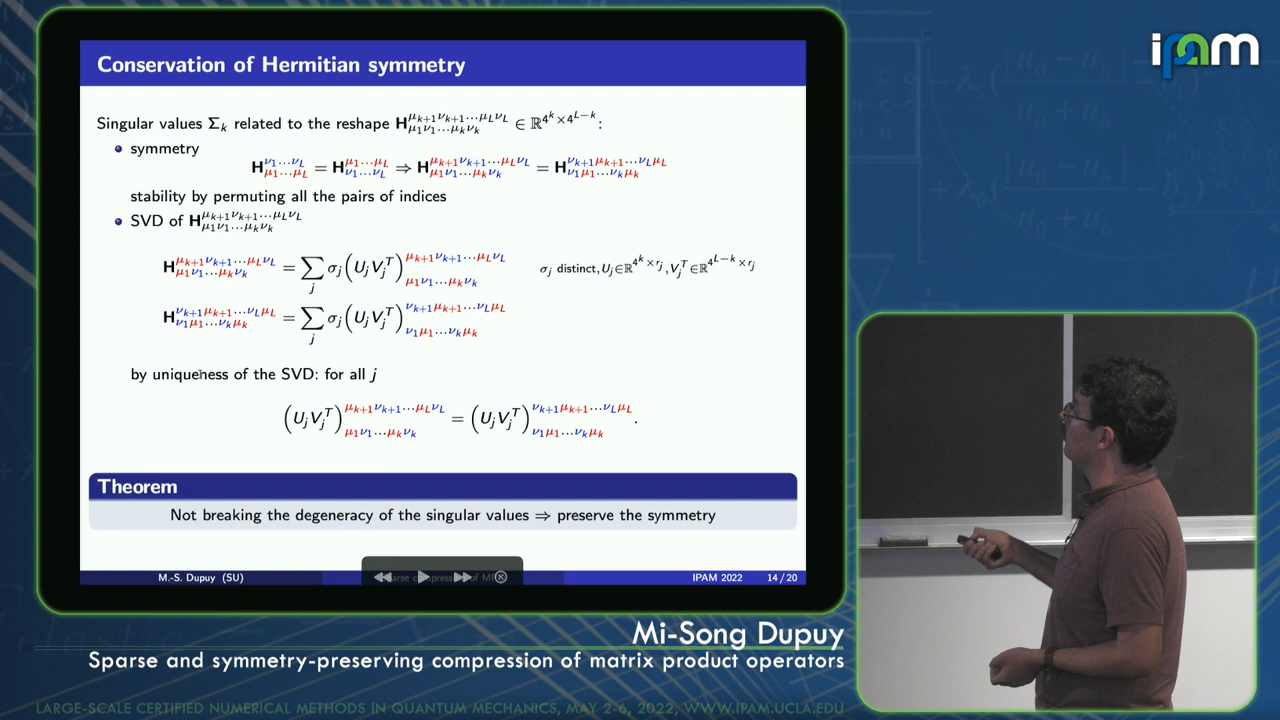 Conservation of Hermitian symmetry
ipam
Singular values Σ_k related to the reshape H^{μ_{k+1}ν_{k+1}…μ_Lν_L}_{μ_1ν_1…μ_kν_k} ∈ ℝ^{4^k×4^{L−k}}:
• symmetry
H^{ν_1…ν_L}_{μ_1…μ_L} = H^{μ_1…μ_L}_{ν_1…ν_L} ⇒ H^{μ_{k+1}ν_{k+1}…μ_Lν_L}_{μ_1ν_1…μ_kν_k} = H^{ν_{k+1}μ_{k+1}…ν_Lμ_L}_{ν_1μ_1…ν_kμ_k}
stability by permuting all the pairs of indices
• SVD of H^{μ_{k+1}ν_{k+1}…μ_Lν_L}_{μ_1ν_1…μ_kν_k}
H^{μ_{k+1}ν_{k+1}…μ_Lν_L}_{μ_1ν_1…μ_kν_k} = ∑_j σ_j(U_jV_j^T)^{μ_{k+1}ν_{k+1}…μ_Lν_L}_{μ_1ν_1…μ_kν_k} σ_j distinct, U_j∈ℝ^{4^k×r_j}, V_j^T∈ℝ^{4^{L−k}×r_j}
H^{ν_{k+1}μ_{k+1}…ν_Lμ_L}_{ν_1μ_1…ν_kμ_k} = ∑_j σ_j(U_jV_j^T)^{ν_{k+1}μ_{k+1}…ν_Lμ_L}_{ν_1μ_1…ν_kμ_k}
by uniqueness of the SVD: for all j
(U_jV_j^T)^{μ_{k+1}ν_{k+1}…μ_Lν_L}_{μ_1ν_1…μ_kν_k} = (U_jV_j^T)^{ν_{k+1}μ_{k+1}…ν_Lμ_L}_{ν_1μ_1…ν_kμ_k}.
Theorem
Not breaking the degeneracy of the singular values ⇒ preserve the symmetry
M.-S. Dupuy (SU) IPAM 2022 14 / 20
Mi-Song Dupuy
Sparse and symmetry-preserving compression of matrix product operators
LARGE-SCALE CERTIFIED NUMERICAL METHODS IN QUANTUM MECHANICS, MAY 2-6, 2022, WWW.IPAM.UCLA.EDU